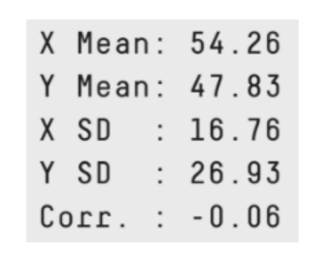 X Mean: 54.26
Y Mean: 47.83
X SD  : 16.76
Y SD  : 26.93
Corr. : -0.06